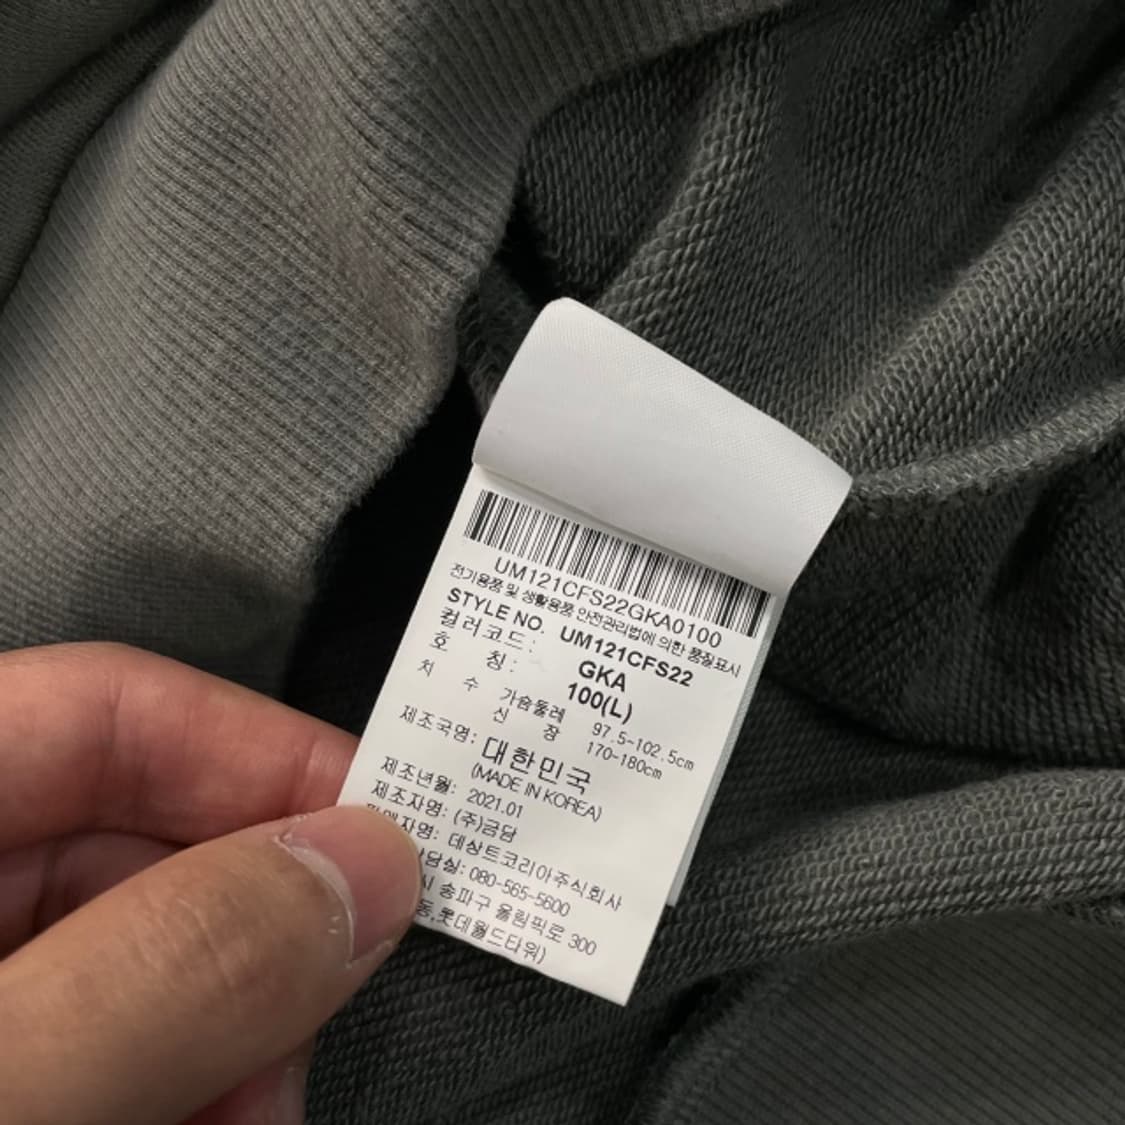 UM121CFS22GKA0100
전기용품 및 생활용품 안전관리법에 의한 품질표시
STYLE NO. UM121CFS22
컬러코드: GKA
호 칭: 100(L)
치 수 가슴둘레 97.5-102.5cm
신 장 170-180cm
제조국명: 대한민국
(MADE IN KOREA)
제조년월: 2021.01
제조자명: (주)금담
자명: 데상트코리아주식회사
담실: 080-565-5600
시 송파구 올림픽로 300
동,롯데월드타워)